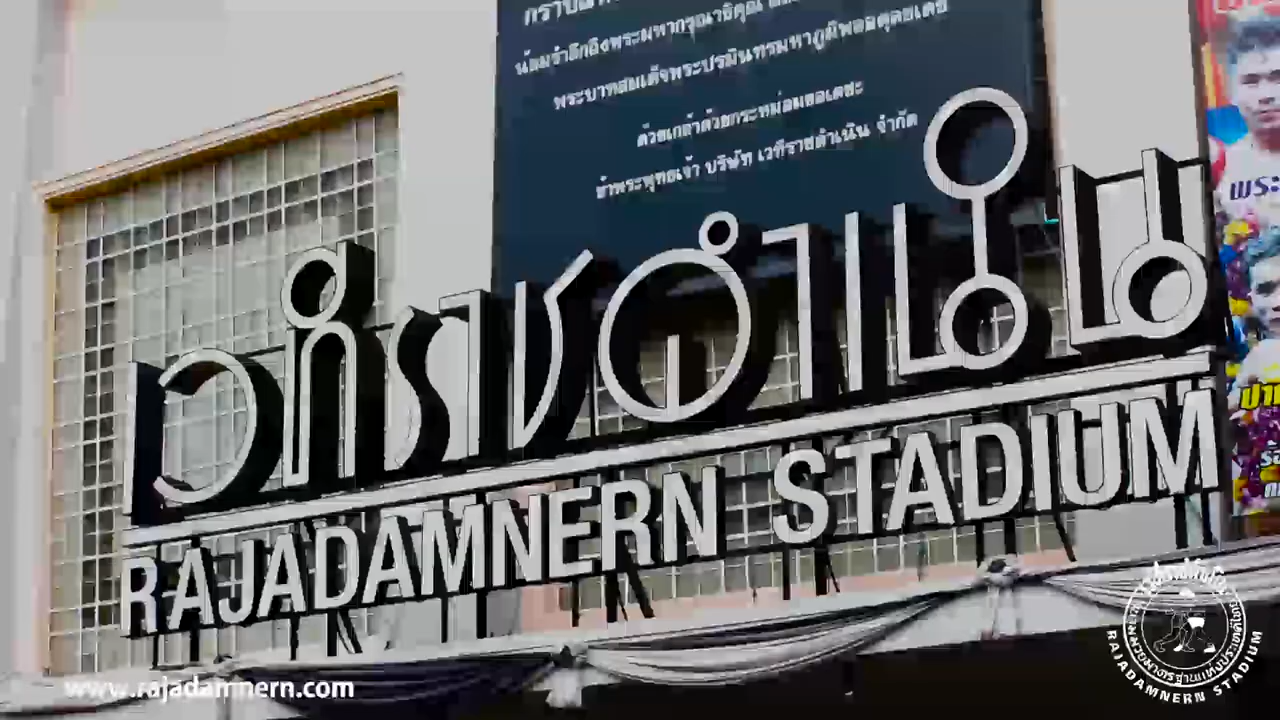 น้อมรำลึกถึงพระมหากรุณาธิคุณ
พระบาทสมเด็จพระปรมินทรมหาภูมิพลอดุลยเดช
ด้วยเกล้าด้วยกระหม่อมขอเดชะ
ข้าพระพุทธเจ้า บริษัท เวทีราชดำเนิน จำกัด
เวทีราชดำเนิน
RAJADAMNERN STADIUM
พระ
www.rajadamnern.com
RAJADAMNERN STADIUM